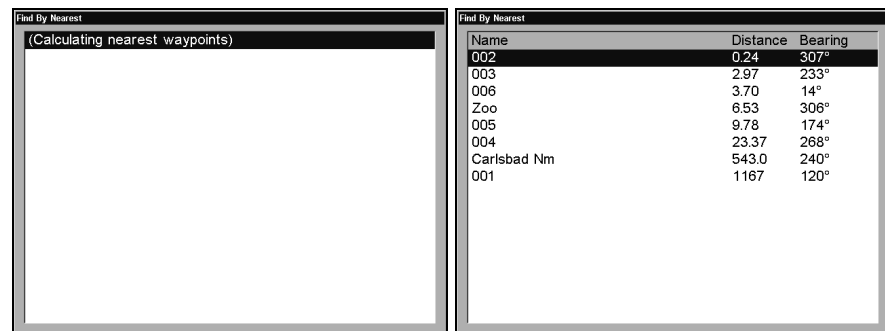 Find By Nearest
(Calculating nearest waypoints)
Find By Nearest
Name Distance Bearing
002 0.24 307°
003 2.97 233°
006 3.70 14°
Zoo 6.53 306°
005 9.78 174°
004 23.37 268°
Carlsbad Nm 543.0 240°
001 1167 120°